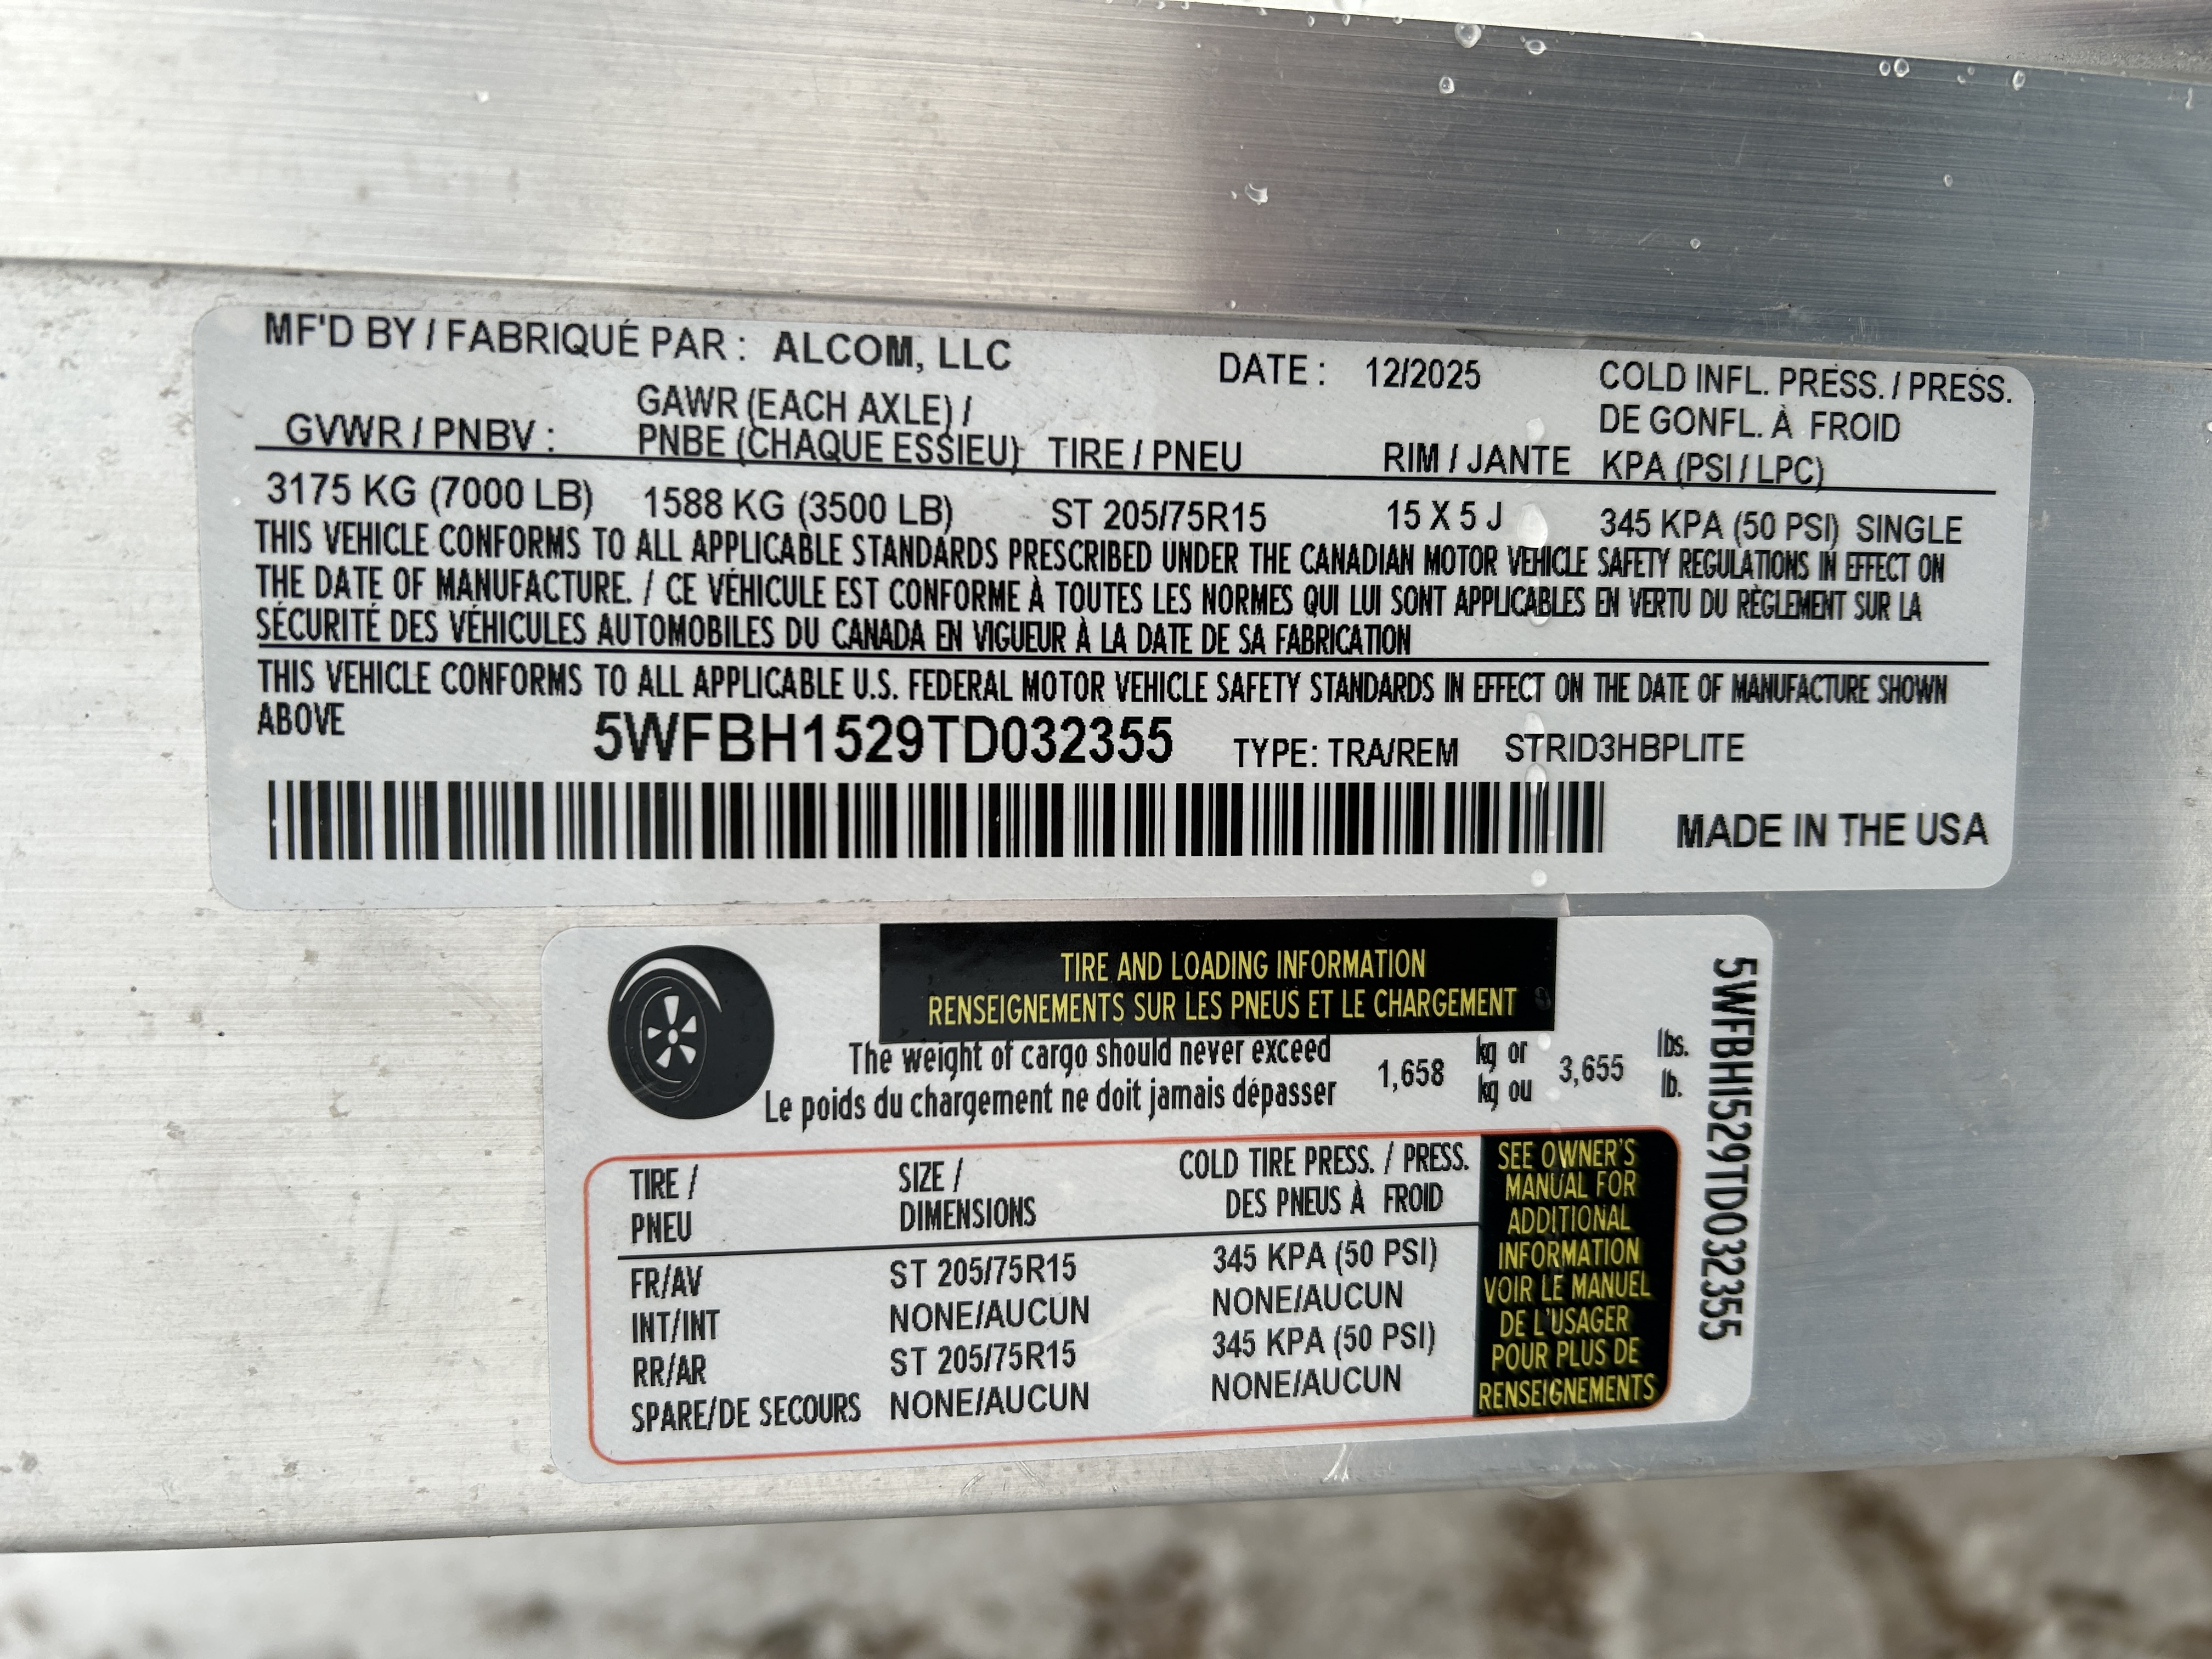 MF'D BY / FABRIQUÉ PAR : ALCOM, LLC
DATE : 12/2025
COLD INFL. PRESS. / PRESS.
DE GONFL. À FROID
KPA (PSI / LPC)
GVWR / PNBV :
GAWR (EACH AXLE) /
PNBE (CHAQUE ESSIEU)
TIRE / PNEU
RIM / JANTE
3175 KG (7000 LB) 1588 KG (3500 LB) ST 205/75R15 15 X 5 J 345 KPA (50 PSI) SINGLE
THIS VEHICLE CONFORMS TO ALL APPLICABLE STANDARDS PRESCRIBED UNDER THE CANADIAN MOTOR VEHICLE SAFETY REGULATIONS IN EFFECT ON
THE DATE OF MANUFACTURE. / CE VÉHICULE EST CONFORME À TOUTES LES NORMES QUI LUI SONT APPLICABLES EN VERTU DU RÈGLEMENT SUR LA
SÉCURITÉ DES VÉHICULES AUTOMOBILES DU CANADA EN VIGUEUR À LA DATE DE SA FABRICATION
THIS VEHICLE CONFORMS TO ALL APPLICABLE U.S. FEDERAL MOTOR VEHICLE SAFETY STANDARDS IN EFFECT ON THE DATE OF MANUFACTURE SHOWN
ABOVE
5WFBH1529TD032355 TYPE: TRA/REM STRID3HBPLITE
MADE IN THE USA
TIRE AND LOADING INFORMATION
RENSEIGNEMENTS SUR LES PNEUS ET LE CHARGEMENT
The weight of cargo should never exceed
Le poids du chargement ne doit jamais dépasser
1,658
kg or
kg ou
3,655
lbs.
lb.
TIRE /
PNEU
SIZE /
DIMENSIONS
COLD TIRE PRESS. / PRESS.
DES PNEUS À FROID
FR/AV ST 205/75R15 345 KPA (50 PSI)
INT/INT NONE/AUCUN NONE/AUCUN
RR/AR ST 205/75R15 345 KPA (50 PSI)
SPARE/DE SECOURS NONE/AUCUN NONE/AUCUN
SEE OWNER'S
MANUAL FOR
ADDITIONAL
INFORMATION
VOIR LE MANUEL
DE L'USAGER
POUR PLUS DE
RENSEIGNEMENTS
5WFBH1529TD032355